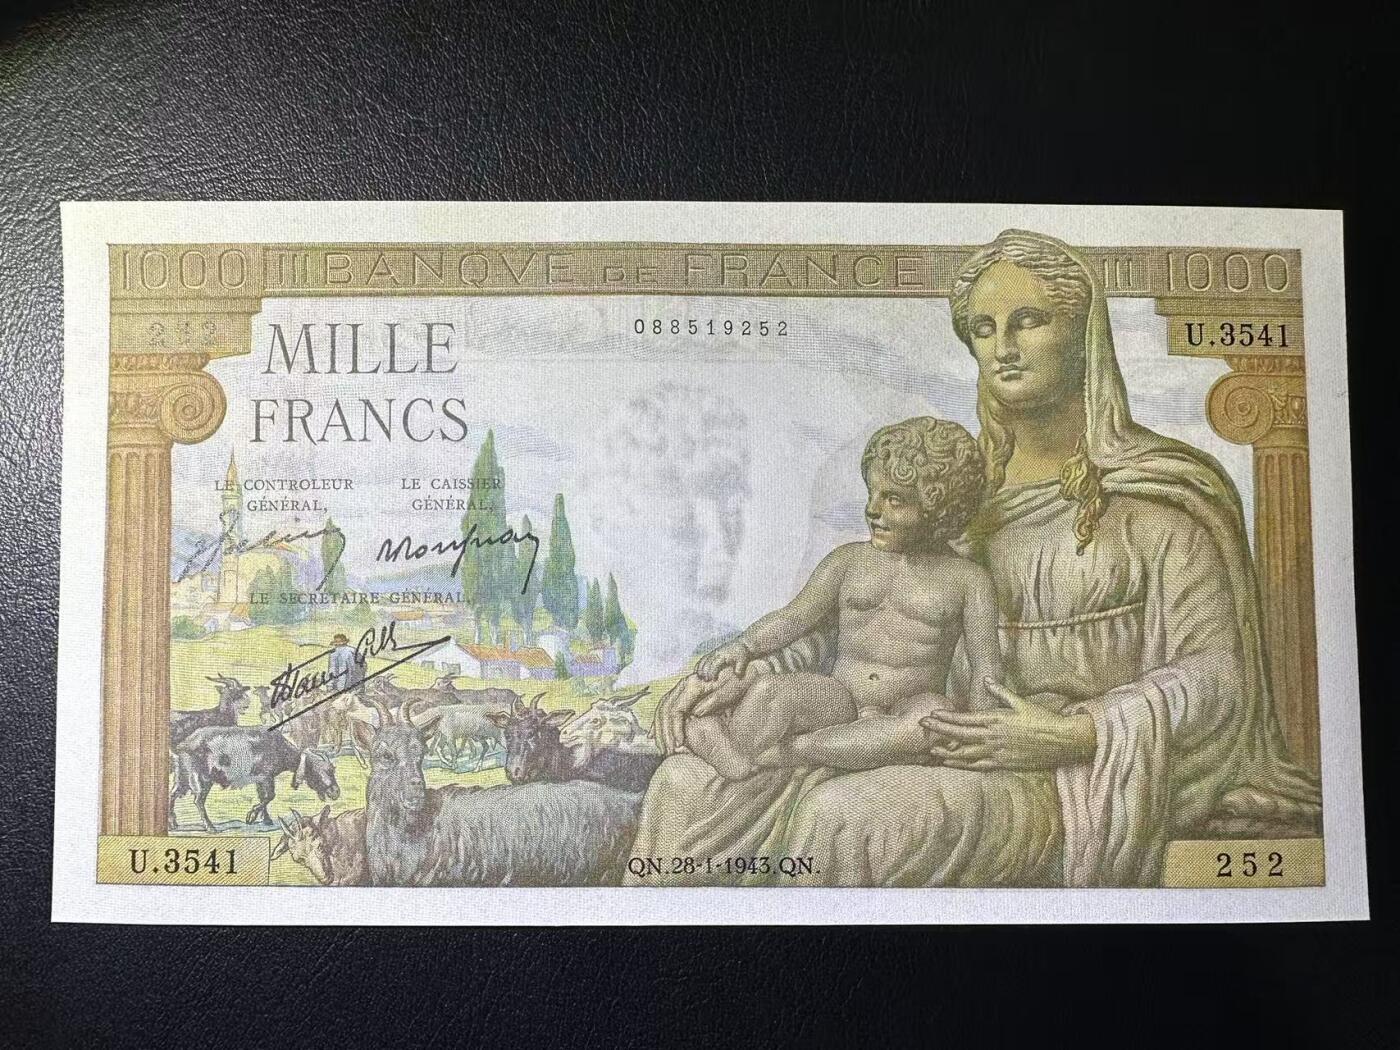 1000 BANQVE DE FRANCE 1000
088519252
U.3541
MILLE
FRANCS
LE CONTROLEUR
GÉNÉRAL,
LE CAISSIER
GÉNÉRAL,
LE SECRÉTAIRE GÉNÉRAL,
U.3541
QN.28-1-1943.QN.
252